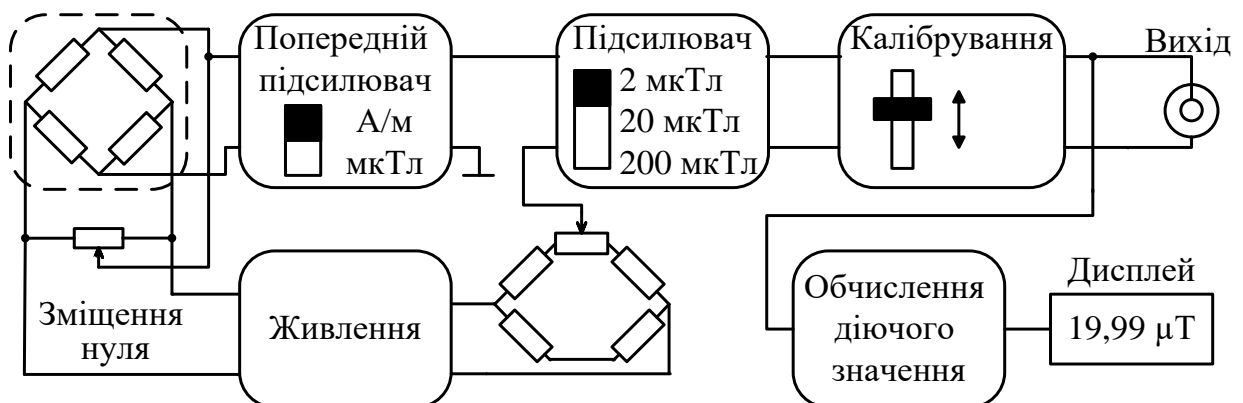 Попередній
підсилювач
А/м
мкТл
Підсилювач
2 мкТл
20 мкТл
200 мкТл
Калібрування
Вихід
Зміщення
нуля
Живлення
Обчислення
діючого
значення
Дисплей
19,99 μT